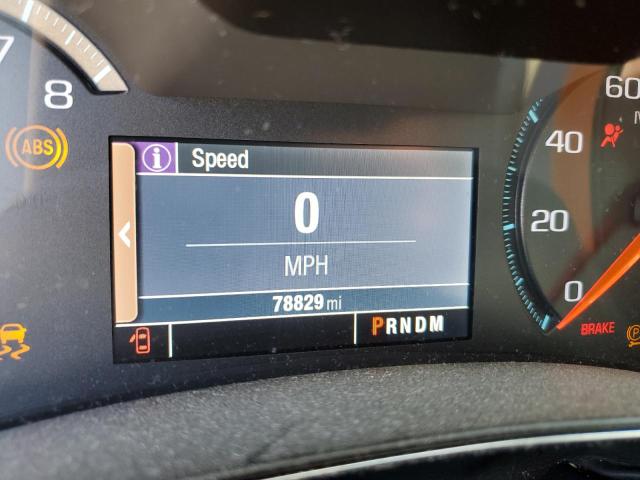 7
8
60
ABS
i Speed
40
0
20
MPH
78829 mi
0
PRNDM
BRAKE
P